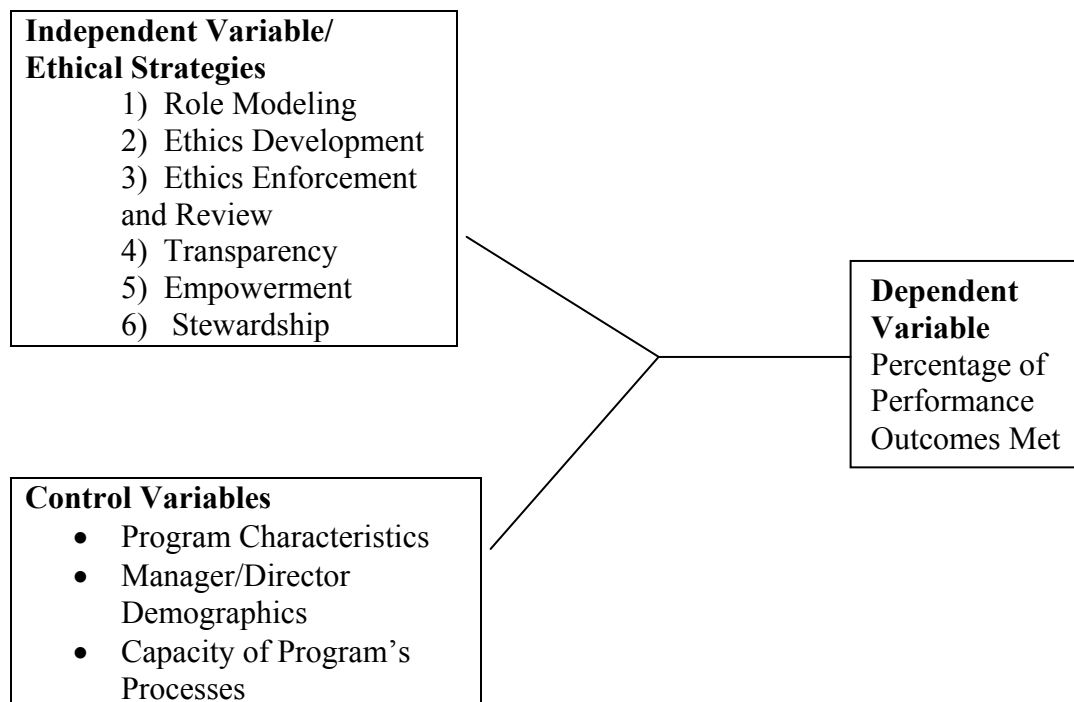 Independent Variable/
Ethical Strategies
1) Role Modeling
2) Ethics Development
3) Ethics Enforcement
and Review
4) Transparency
5) Empowerment
6) Stewardship
Dependent
Variable
Percentage of
Performance
Outcomes Met
Control Variables
• Program Characteristics
• Manager/Director
Demographics
• Capacity of Program’s
Processes